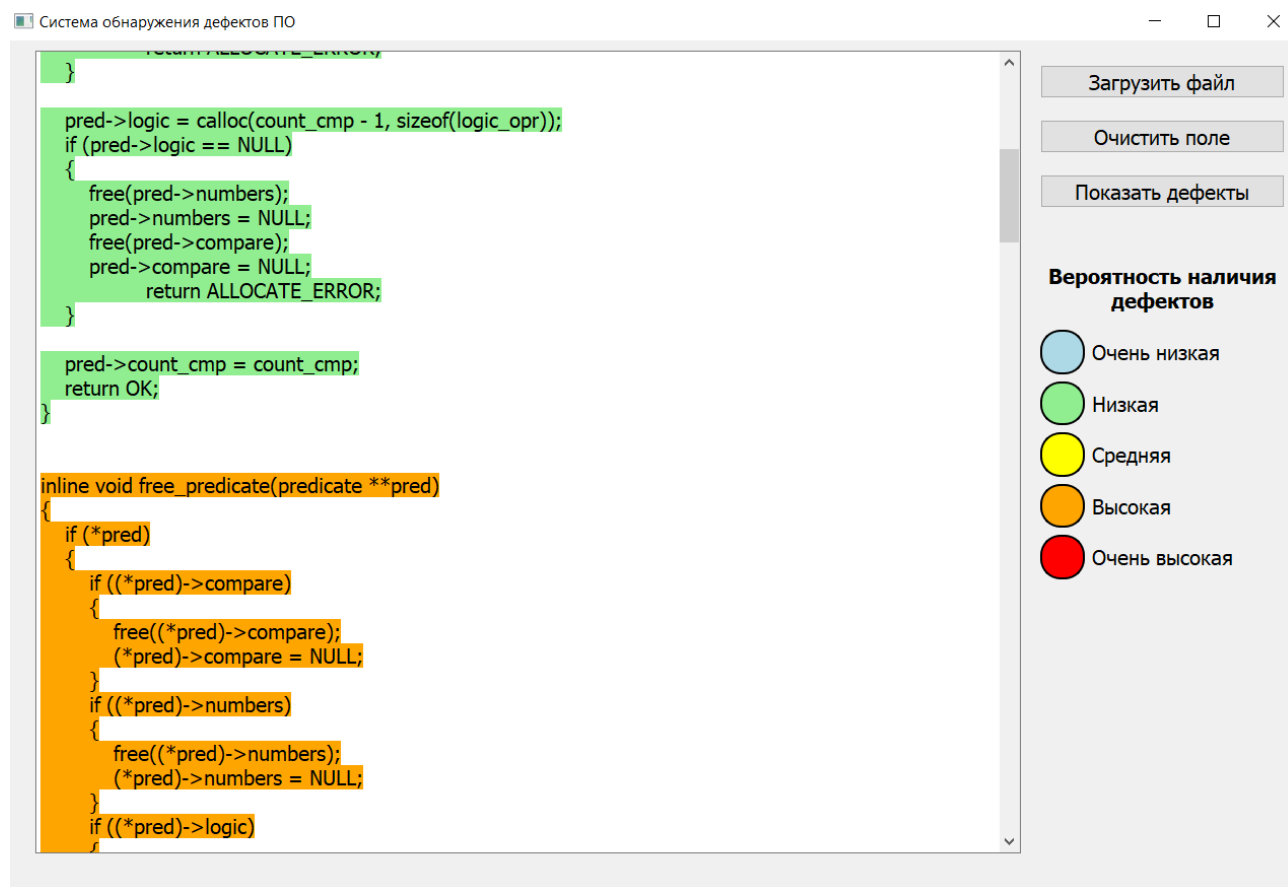 Система обнаружения дефектов ПО
return ALLOCATE_ERROR;
}
pred->logic = calloc(count_cmp - 1, sizeof(logic_opr));
if (pred->logic == NULL)
{
free(pred->numbers);
pred->numbers = NULL;
free(pred->compare);
pred->compare = NULL;
return ALLOCATE_ERROR;
}
pred->count_cmp = count_cmp;
return OK;
}
inline void free_predicate(predicate **pred)
{
if (*pred)
{
if ((*pred)->compare)
{
free((*pred)->compare);
(*pred)->compare = NULL;
}
if ((*pred)->numbers)
{
free((*pred)->numbers);
(*pred)->numbers = NULL;
}
if ((*pred)->logic)
{
Загрузить файл
Очистить поле
Показать дефекты
Вероятность наличия
дефектов
Очень низкая
Низкая
Средняя
Высокая
Очень высокая